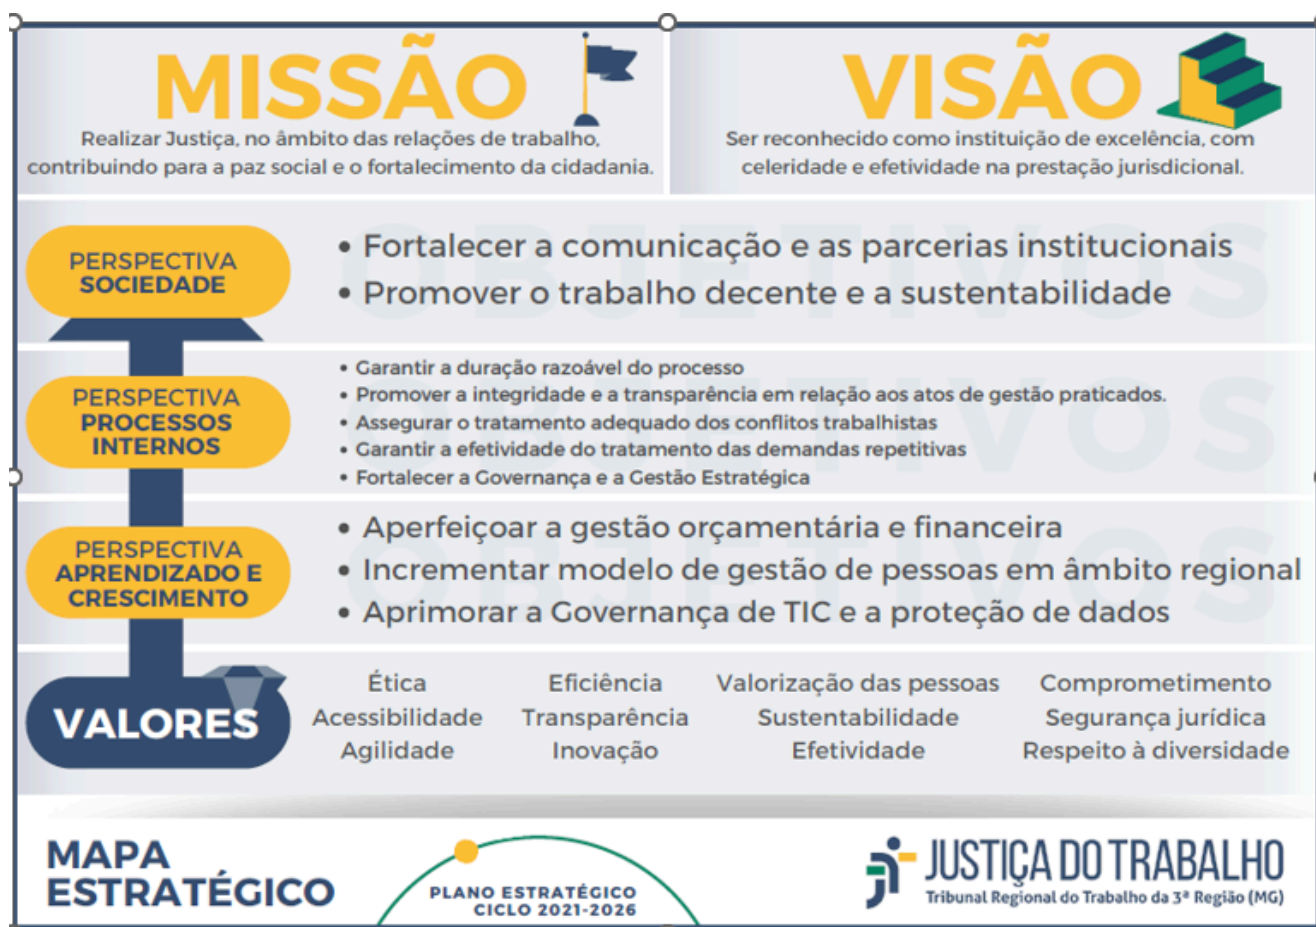 MISSÃO
Realizar Justiça, no âmbito das relações de trabalho,
contribuindo para a paz social e o fortalecimento da cidadania.
VISÃO
Ser reconhecido como instituição de excelência, com
celeridade e efetividade na prestação jurisdicional.
PERSPECTIVA
SOCIEDADE
OBJETIVOS
• Fortalecer a comunicação e as parcerias institucionais
• Promover o trabalho decente e a sustentabilidade
PERSPECTIVA
PROCESSOS
INTERNOS
OBJETIVOS
• Garantir a duração razoável do processo
• Promover a integridade e a transparência em relação aos atos de gestão praticados.
• Assegurar o tratamento adequado dos conflitos trabalhistas
• Garantir a efetividade do tratamento das demandas repetitivas
• Fortalecer a Governança e a Gestão Estratégica
PERSPECTIVA
APRENDIZADO E
CRESCIMENTO
OBJETIVOS
• Aperfeiçoar a gestão orçamentária e financeira
• Incrementar modelo de gestão de pessoas em âmbito regional
• Aprimorar a Governança de TIC e a proteção de dados
VALORES
Ética Eficiência Valorização das pessoas Comprometimento
Acessibilidade Transparência Sustentabilidade Segurança jurídica
Agilidade Inovação Efetividade Respeito à diversidade
MAPA
ESTRATÉGICO
PLANO ESTRATÉGICO
CICLO 2021-2026
JUSTIÇA DO TRABALHO
Tribunal Regional do Trabalho da 3ª Região (MG)